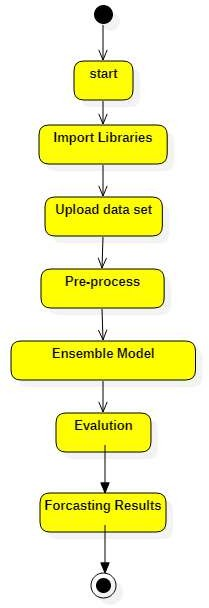 start
Import Libraries
Upload data set
Pre-process
Ensemble Model
Evalution
Forcasting Results